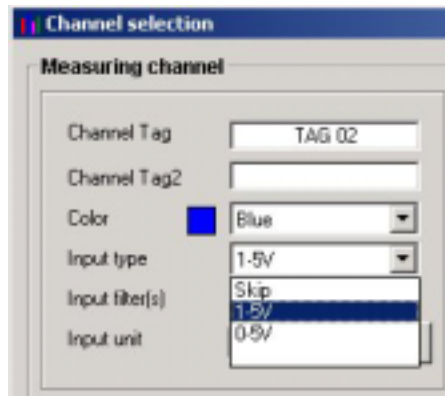 Channel selection
Measuring channel
Channel Tag TAG 02
Channel Tag2
Color Blue
Input type 1-5V
Input filter(s) Skip
1-5V
Input unit 0-5V